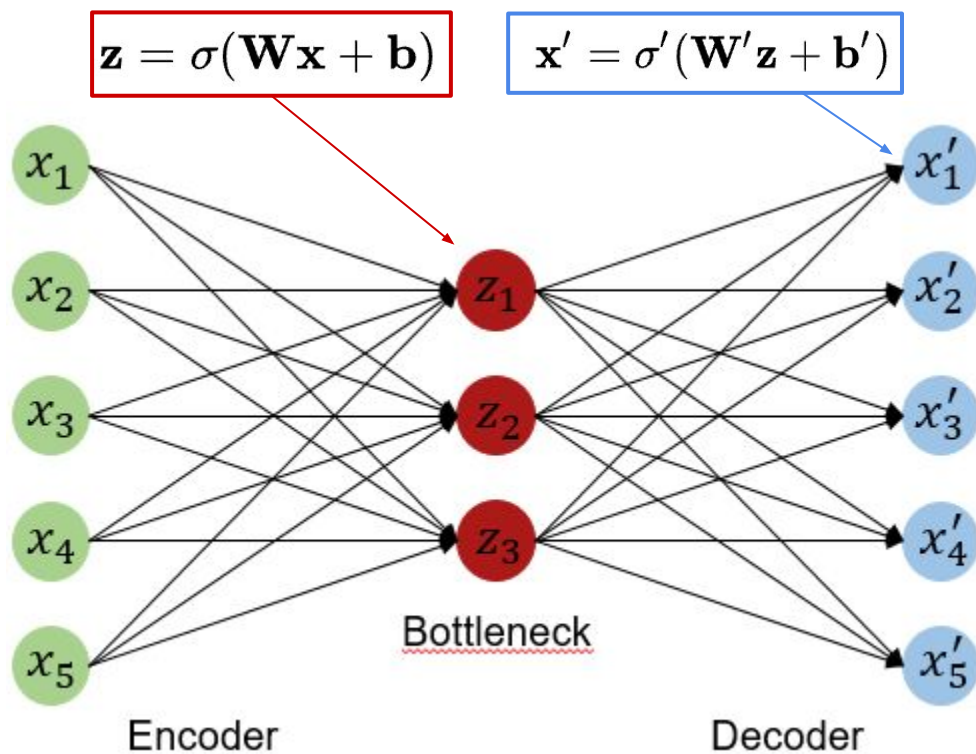 𝐳 = σ(𝐖𝐱 + 𝐛)
𝐱′ = σ′(𝐖′𝐳 + 𝐛′)
x₁
x₂
x₃
x₄
x₅
z₁
z₂
z₃
Bottleneck
x′₁
x′₂
x′₃
x′₄
x′₅
Encoder
Decoder